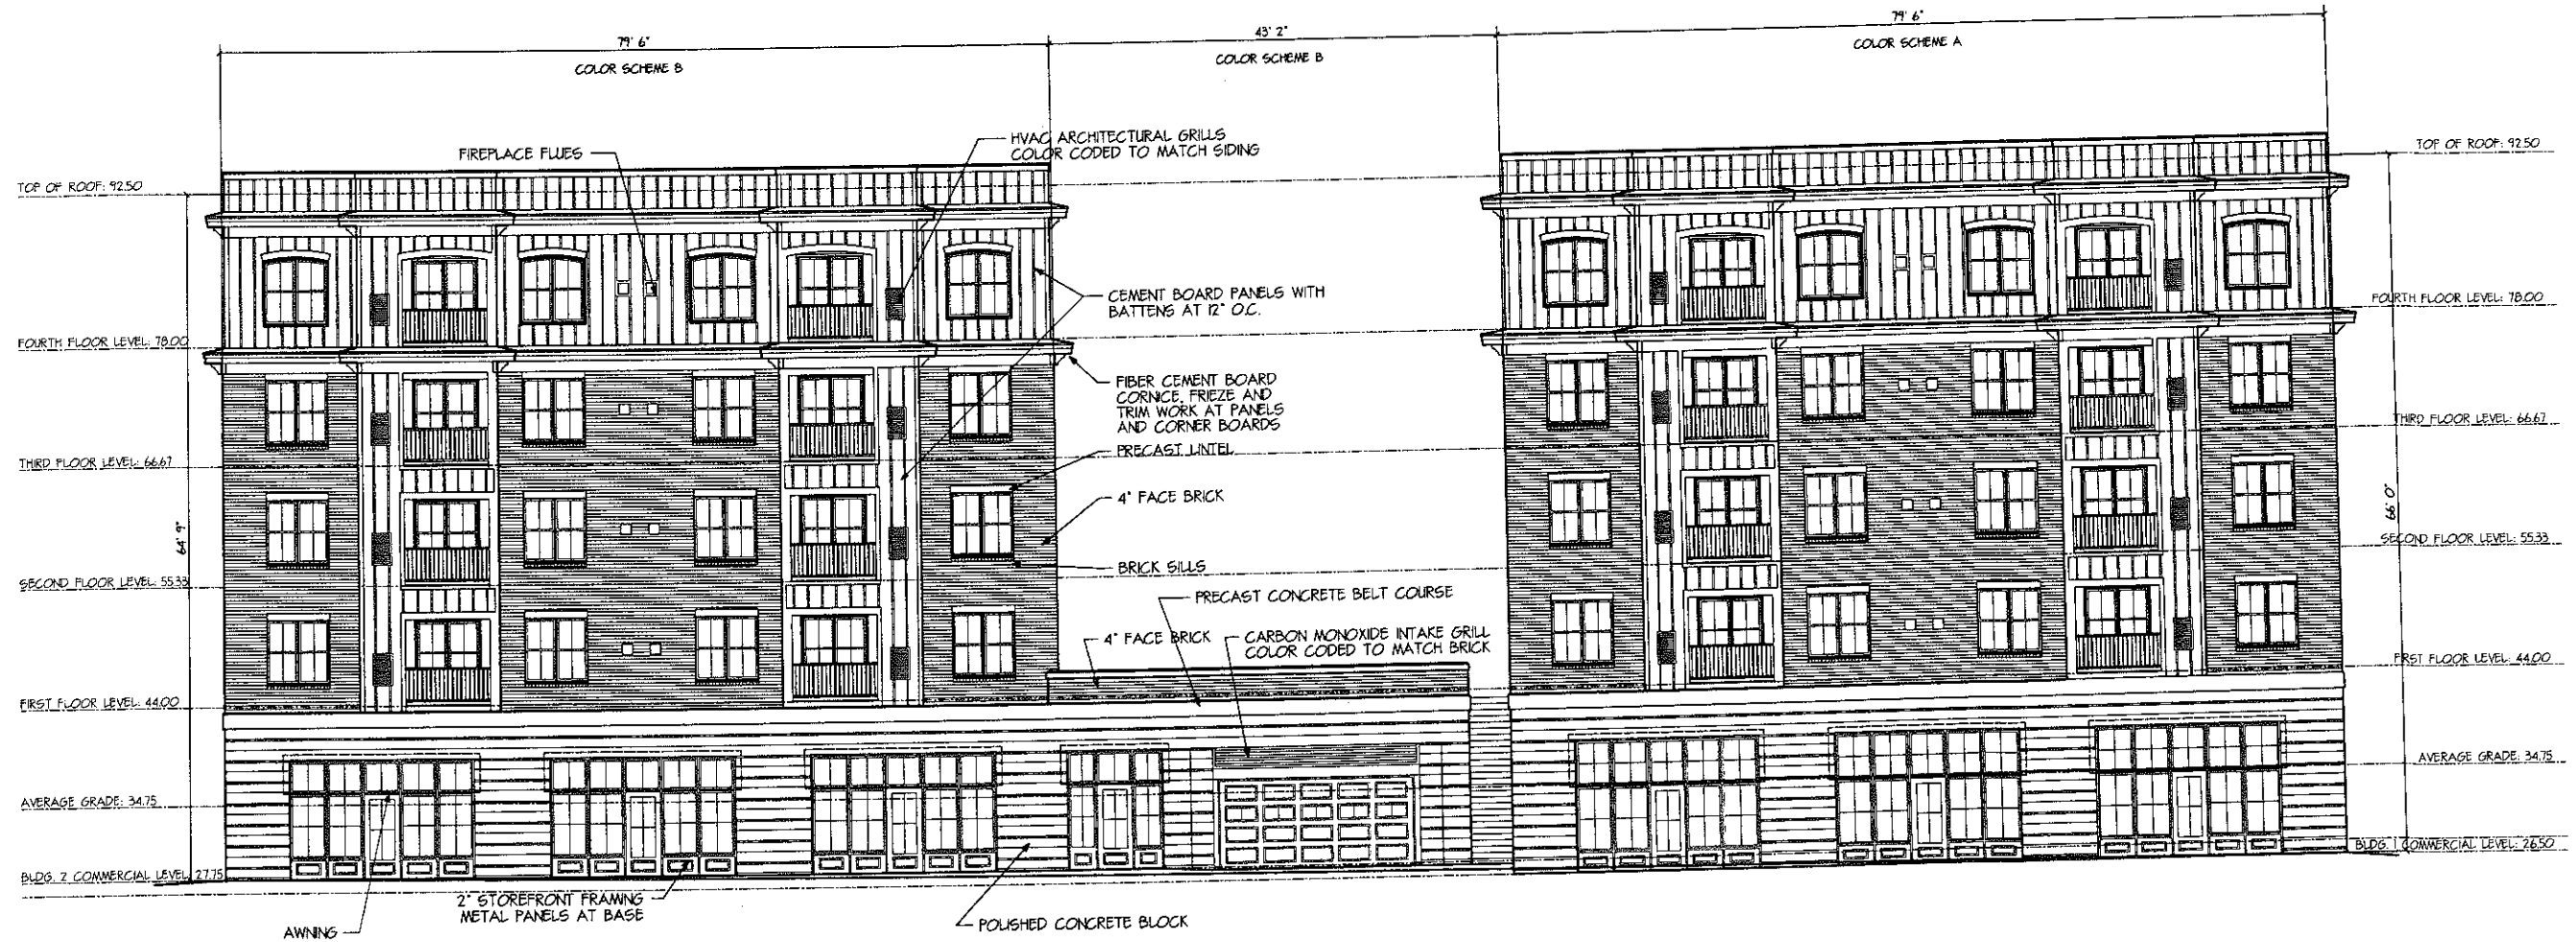 79' 6"
43' 2"
79' 6"
COLOR SCHEME B
COLOR SCHEME B
COLOR SCHEME A
FIREPLACE FLUES
HVAC ARCHITECTURAL GRILLS
COLOR CODED TO MATCH SIDING
TOP OF ROOF: 92.50
TOP OF ROOF: 92.50
CEMENT BOARD PANELS WITH
BATTENS AT 12" O.C.
FOURTH FLOOR LEVEL: 78.00
FOURTH FLOOR LEVEL: 78.00
FIBER CEMENT BOARD
CORNICE, FRIEZE AND
TRIM WORK AT PANELS
AND CORNER BOARDS
THIRD FLOOR LEVEL: 66.67
THIRD FLOOR LEVEL: 66.67
PRECAST LINTEL
4" FACE BRICK
64' 9"
66' 0"
SECOND FLOOR LEVEL: 55.33
SECOND FLOOR LEVEL: 55.33
BRICK SILLS
PRECAST CONCRETE BELT COURSE
4" FACE BRICK
CARBON MONOXIDE INTAKE GRILL
COLOR CODED TO MATCH BRICK
FIRST FLOOR LEVEL: 44.00
FIRST FLOOR LEVEL: 44.00
AVERAGE GRADE: 34.75
AVERAGE GRADE: 34.75
BLDG. 2 COMMERCIAL LEVEL: 27.75
BLDG. 1 COMMERCIAL LEVEL: 26.50
2" STOREFRONT FRAMING
METAL PANELS AT BASE
AWNING
POLISHED CONCRETE BLOCK